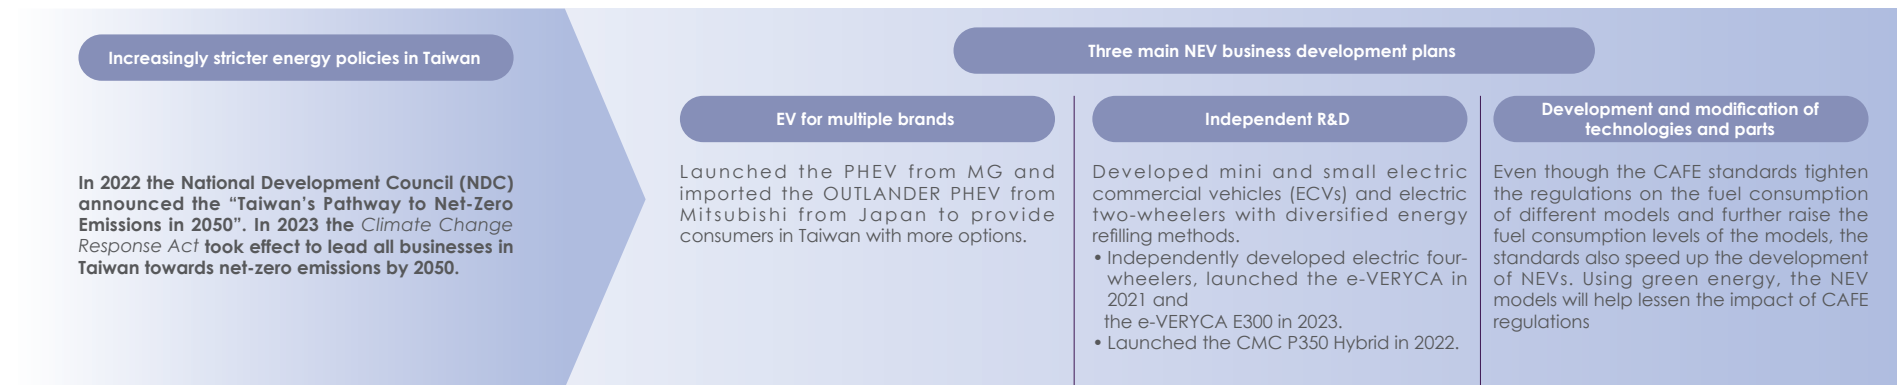 Increasingly stricter energy policies in Taiwan
In 2022 the National Development Council (NDC)
announced the “Taiwan’s Pathway to Net-Zero
Emissions in 2050”. In 2023 the Climate Change
Response Act took effect to lead all businesses in
Taiwan towards net-zero emissions by 2050.
Three main NEV business development plans
EV for multiple brands
Launched the PHEV from MG and
imported the OUTLANDER PHEV from
Mitsubishi from Japan to provide
consumers in Taiwan with more options.
Independent R&D
Developed mini and small electric
commercial vehicles (ECVs) and electric
two-wheelers with diversified energy
refilling methods.
• Independently developed electric four-
wheelers, launched the e-VERYCA in
2021 and
the e-VERYCA E300 in 2023.
• Launched the CMC P350 Hybrid in 2022.
Development and modification of
technologies and parts
Even though the CAFE standards tighten
the regulations on the fuel consumption
of different models and further raise the
fuel consumption levels of the models, the
standards also speed up the development
of NEVs. Using green energy, the NEV
models will help lessen the impact of CAFE
regulations